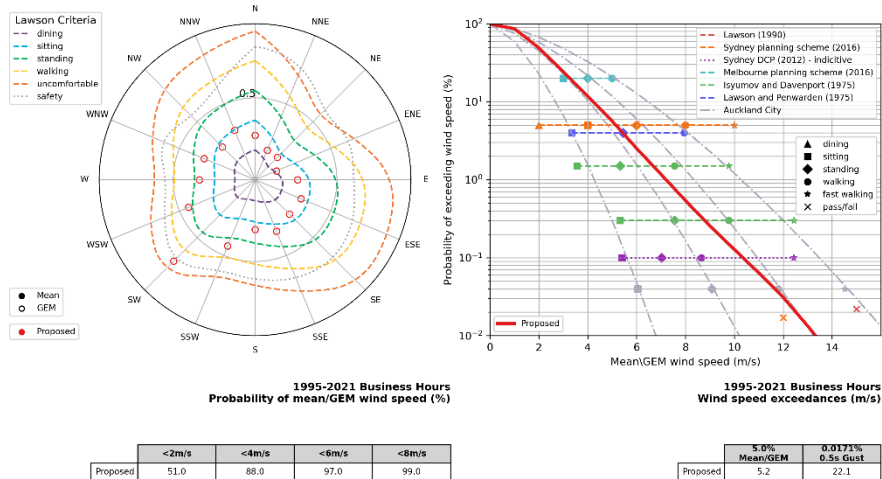 Lawson Criteria
dining
sitting
standing
walking
uncomfortable
safety
N
NNE
NE
ENE
E
ESE
SE
SSE
S
SSW
SW
WSW
W
WNW
NW
NNW
0.5
Mean
GEM
Proposed
1995-2021 Business Hours
Probability of mean/GEM wind speed (%)
<2m/s <4m/s <6m/s <8m/s
Proposed 51.0 88.0 97.0 99.0
Probability of exceeding wind speed (%)
10²
10¹
10⁰
10⁻¹
10⁻²
0 2 4 6 8 10 12 14
Mean\GEM wind speed (m/s)
Lawson (1990)
Sydney planning scheme (2016)
Sydney DCP (2012) - Indicitive
Melbourne planning scheme (2016)
Isyumov and Davenport (1975)
Lawson and Penwarden (1975)
Auckland City
dining
sitting
standing
walking
fast walking
pass/fail
Proposed
1995-2021 Business Hours
Wind speed exceedances (m/s)
5.0% 0.0171%
Mean/GEM 0.5s Gust
Proposed 5.2 22.1